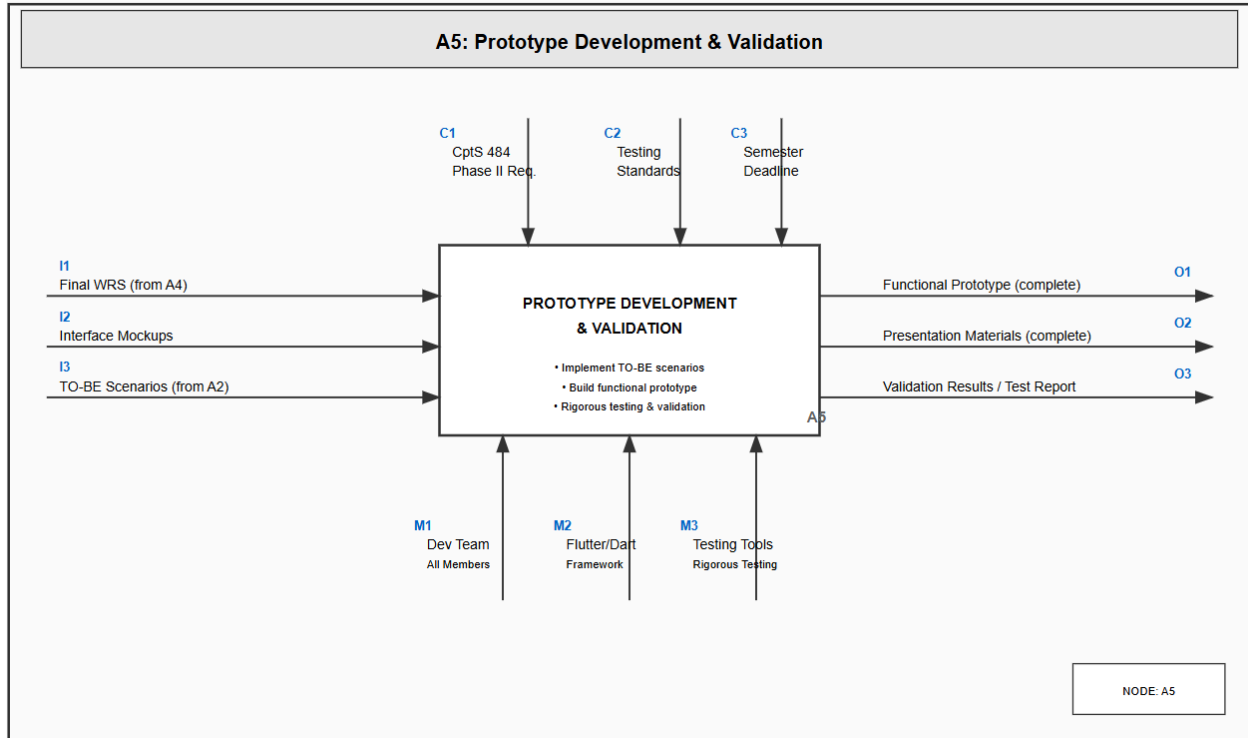 A5: Prototype Development & Validation
C1
CptS 484
Phase II Req.
C2
Testing
Standards
C3
Semester
Deadline
I1
Final WRS (from A4)
I2
Interface Mockups
I3
TO-BE Scenarios (from A2)
PROTOTYPE DEVELOPMENT
& VALIDATION
• Implement TO-BE scenarios
• Build functional prototype
• Rigorous testing & validation
A5
O1
Functional Prototype (complete)
O2
Presentation Materials (complete)
O3
Validation Results / Test Report
M1
Dev Team
All Members
M2
Flutter/Dart
Framework
M3
Testing Tools
Rigorous Testing
NODE: A5